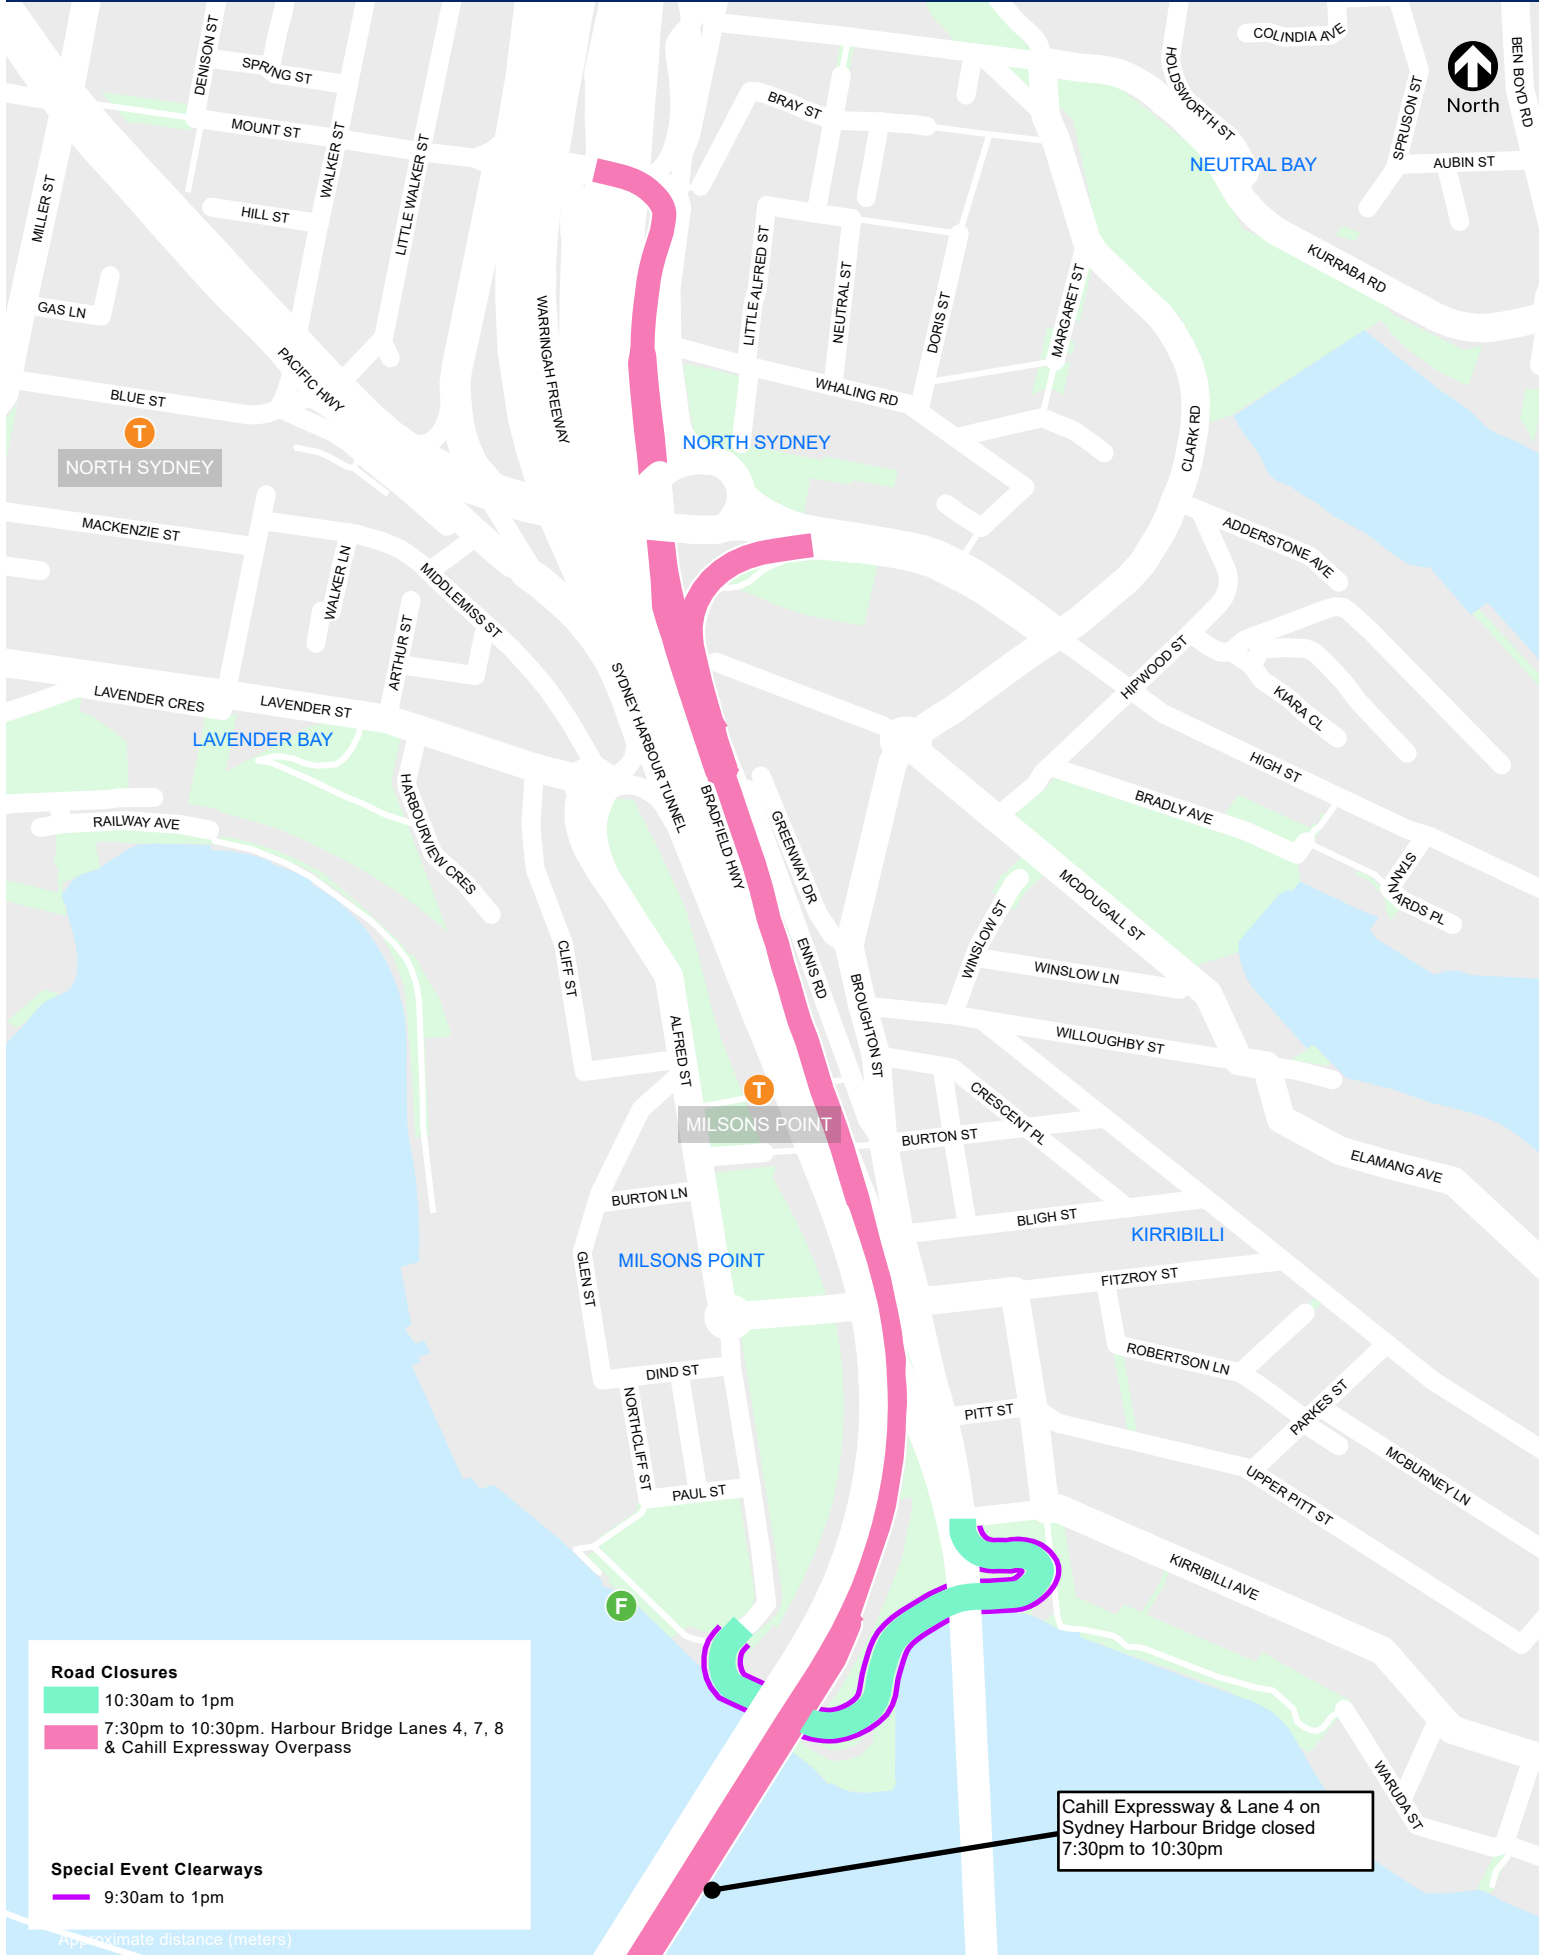 DENISON ST
SPRING ST
MOUNT ST
WALKER ST
LITTLE WALKER ST
MILLER ST
HILL ST
GAS LN
PACIFIC HWY
BLUE ST
T
NORTH SYDNEY
WARRINGAH FREEWAY
BRAY ST
LITTLE ALFRED ST
NEUTRAL ST
DORIS ST
MARGARET ST
WHALING RD
NORTH SYDNEY
HOLDSWORTH ST
COLINDIA AVE
SPRUSON ST
BEN BOYD RD
North
AUBIN ST
NEUTRAL BAY
KURRABA RD
CLARK RD
ADDERSTONE AVE
MACKENZIE ST
WALKER LN
MIDDLEMISS ST
ARTHUR ST
LAVENDER CRES
LAVENDER ST
LAVENDER BAY
HARBOURVIEW CRES
RAILWAY AVE
SYDNEY HARBOUR TUNNEL
BRADFIELD HWY
GREENWAY DR
ENNIS RD
BROUGHTON ST
HIPWOOD ST
KIARA CL
HIGH ST
BRADLY AVE
STANNARDS PL
MCDOUGALL ST
WINSLOW ST
WINSLOW LN
WILLOUGHBY ST
CLIFF ST
ALFRED ST
T
MILSONS POINT
CRESCENT PL
BURTON ST
ELAMANG AVE
BURTON LN
BLIGH ST
KIRRIBILLI
MILSONS POINT
GLEN ST
FITZROY ST
ROBERTSON LN
DIND ST
NORTHCLIFF ST
PITT ST
PARKES ST
MCBURNEY LN
UPPER PITT ST
PAUL ST
KIRRIBILLI AVE
F
WARUDA ST
Road Closures
10:30am to 1pm
7:30pm to 10:30pm. Harbour Bridge Lanes 4, 7, 8
& Cahill Expressway Overpass
Special Event Clearways
9:30am to 1pm
Approximate distance (meters)
Cahill Expressway & Lane 4 on
Sydney Harbour Bridge closed
7:30pm to 10:30pm